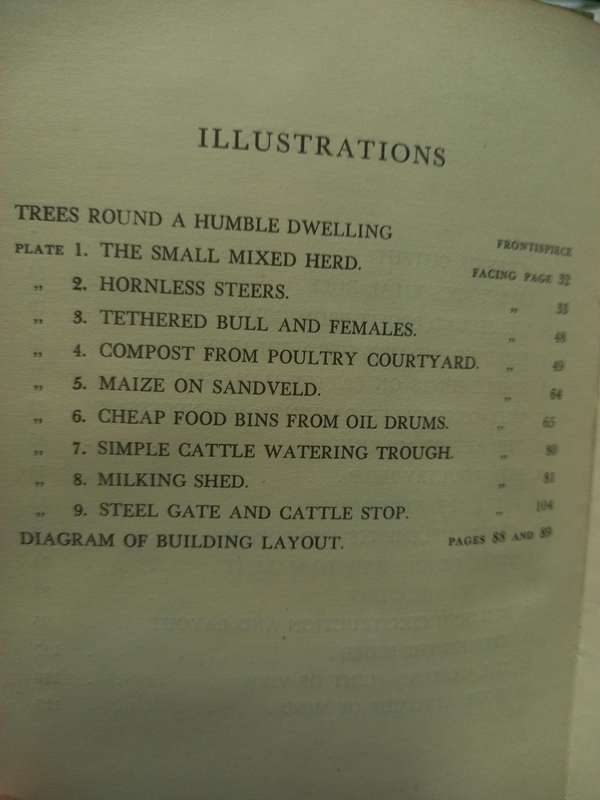 ILLUSTRATIONS
TREES ROUND A HUMBLE DWELLING FRONTISPIECE
PLATE 1. THE SMALL MIXED HERD. FACING PAGE 32
„ 2. HORNLESS STEERS. „ 33
„ 3. TETHERED BULL AND FEMALES. „ 48
„ 4. COMPOST FROM POULTRY COURTYARD. „ 49
„ 5. MAIZE ON SANDVELD. „ 64
„ 6. CHEAP FOOD BINS FROM OIL DRUMS. „ 65
„ 7. SIMPLE CATTLE WATERING TROUGH. „ 80
„ 8. MILKING SHED. „ 81
„ 9. STEEL GATE AND CATTLE STOP. „ 104
DIAGRAM OF BUILDING LAYOUT. PAGES 88 AND 89